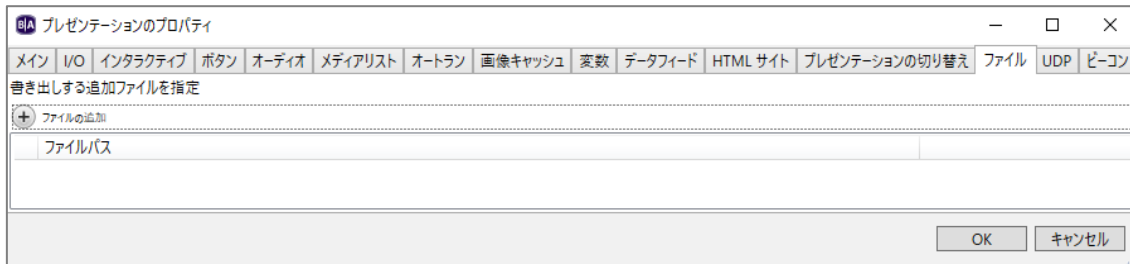 BA プレゼンテーションのプロパティ
メイン I/O インタラクティブ ボタン オーディオ メディアリスト オートラン 画像キャッシュ 変数 データフィード HTML サイト プレゼンテーションの切り替え ファイル UDP ビーコン
書き出しする追加ファイルを指定
ファイルの追加
ファイルパス
OK キャンセル